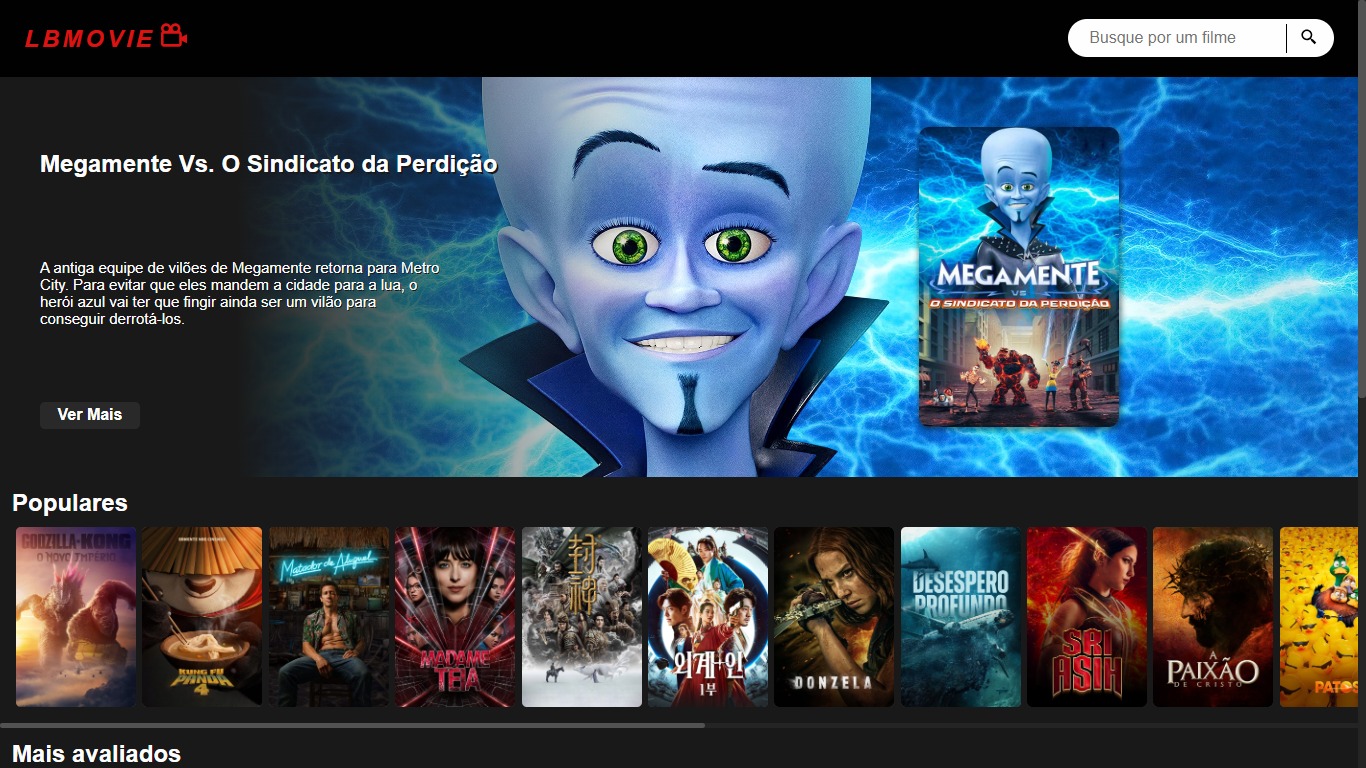 LBMOVIE
Busque por um filme
Megamente Vs. O Sindicato da Perdição
A antiga equipe de vilões de Megamente retorna para Metro
City. Para evitar que eles mandem a cidade para a lua, o
herói azul vai ter que fingir ainda ser um vilão para
conseguir derrotá-los.
Ver Mais
MEGAMENTE
VS
O SINDICATO DA PERDIÇÃO
Populares
GODZILLA KONG
O NOVO IMPÉRIO
KUNG FU
PANDA
4
Matador de Aluguel
MADAME
TEIA
封
神
외계+인
1부
DONZELA
DESESPERO
PROFUNDO
SRI
ASIH
A
PAIXÃO
DE CRISTO
PATOS
Mais avaliados